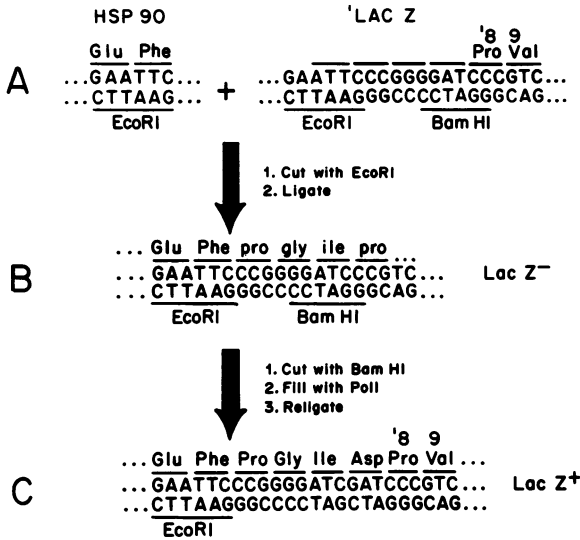 HSP 90 'LAC Z
'8 9
Glu Phe Pro Val
A ...GAATTC... + ...GAATTCCCGGGGATCCCGTC...
...CTTAAG... ...CTTAAGGGCCCCTAGGGCAG...
EcoRI EcoRI Bam HI
1. Cut with EcoRI
2. Ligate
... Glu Phe pro gly ile pro ...
B ...GAATTCCCGGGGATCCCGTC... Lac Z−
...CTTAAGGGCCCCTAGGGCAG...
EcoRI Bam HI
1. Cut with Bam HI
2. Fill with PolI
3. Religate
'8 9
...Glu Phe Pro Gly Ile Asp Pro Val ...
C ...GAATTCCCGGGGATCGATCCCGTC... Lac Z+
...CTTAAGGGCCCCTAGCTAGGGCAG...
EcoRI